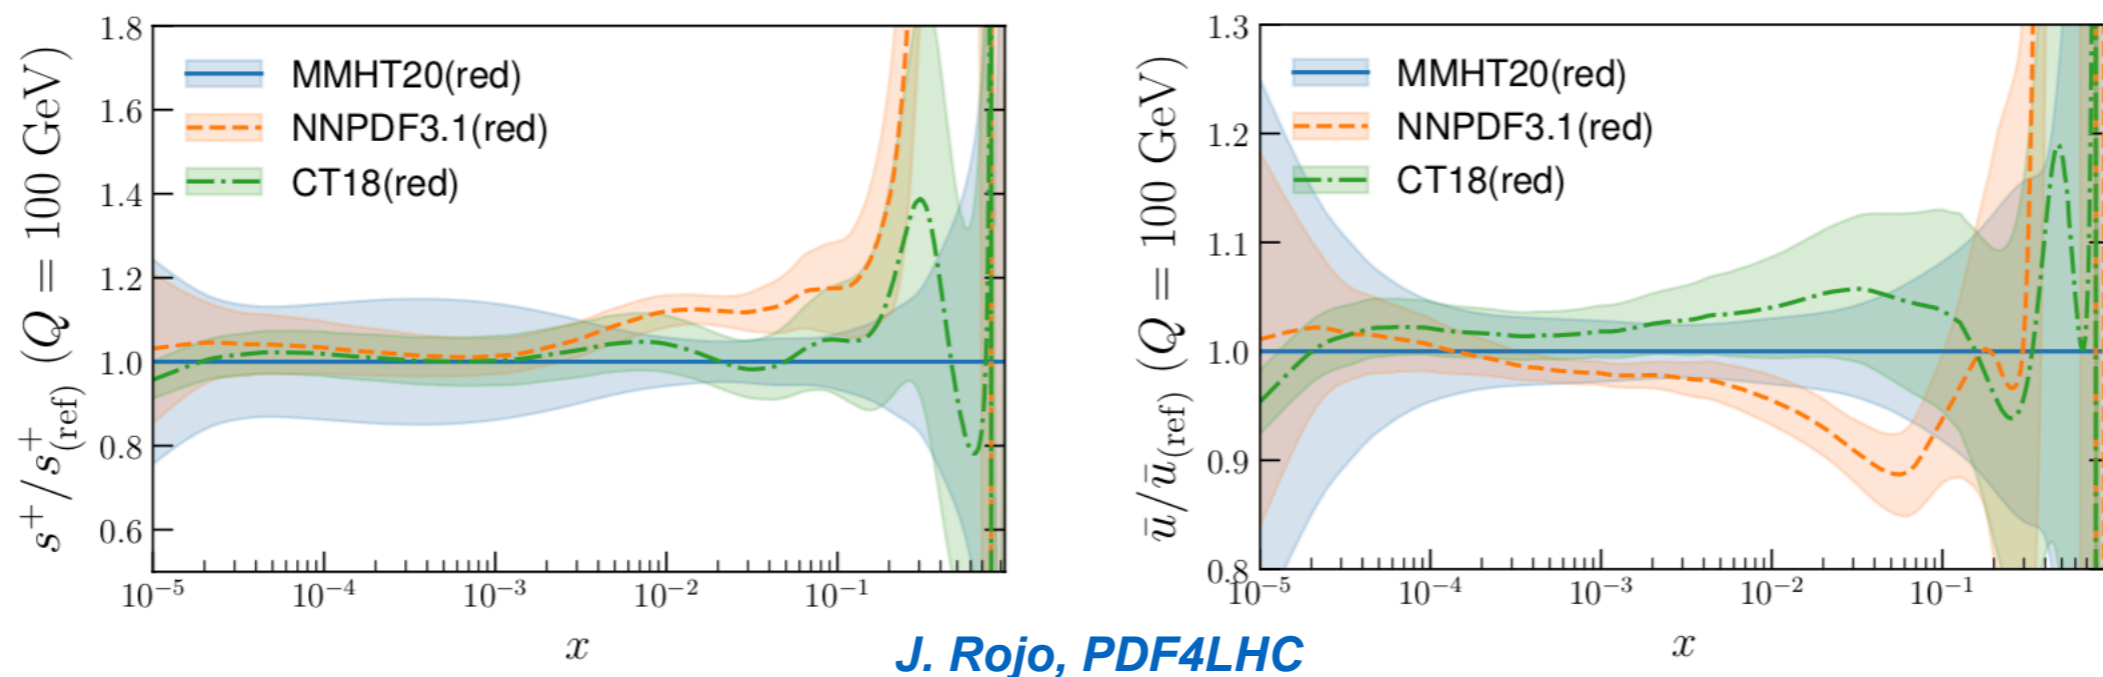 s⁺/s⁺(ref) (Q = 100 GeV)
1.8
1.6
1.4
1.2
1.0
0.8
0.6
MMHT20(red)
NNPDF3.1(red)
CT18(red)
10⁻⁵ 10⁻⁴ 10⁻³ 10⁻² 10⁻¹
x
ū/ū(ref) (Q = 100 GeV)
1.3
1.2
1.1
1.0
0.9
0.8
MMHT20(red)
NNPDF3.1(red)
CT18(red)
10⁻⁵ 10⁻⁴ 10⁻³ 10⁻² 10⁻¹
x
J. Rojo, PDF4LHC